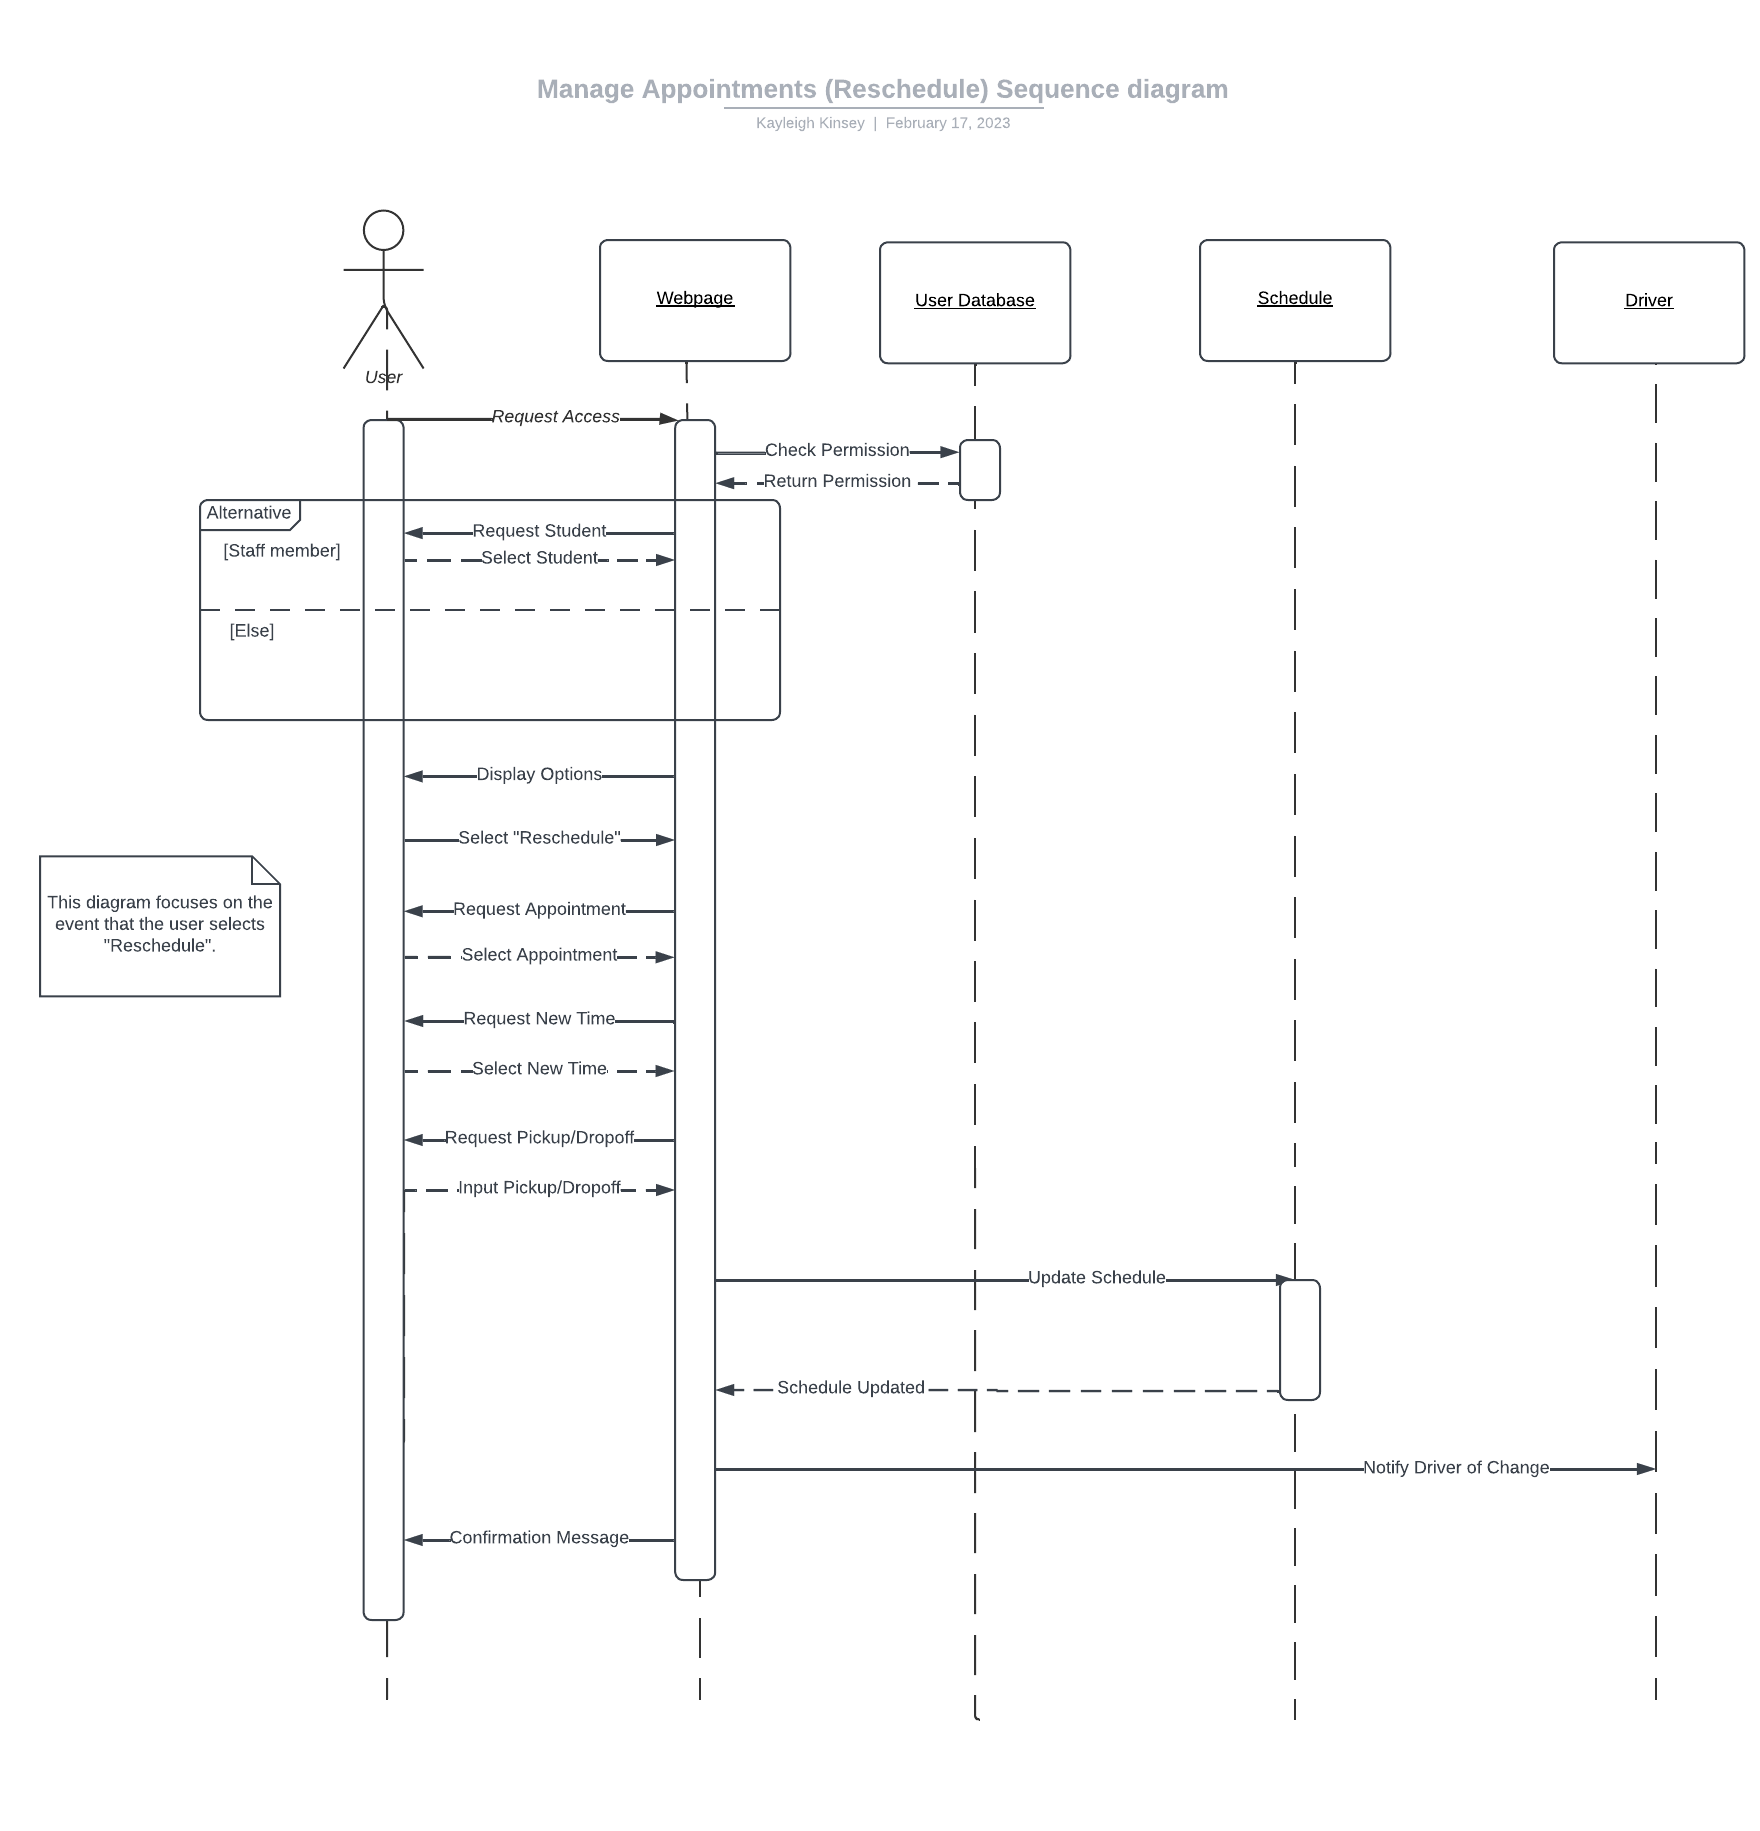 Manage Appointments (Reschedule) Sequence diagram
Kayleigh Kinsey | February 17, 2023
User
Webpage
User Database
Schedule
Driver
Request Access
Check Permission
Return Permission
Alternative
Request Student
[Staff member]
Select Student
[Else]
Display Options
Select "Reschedule"
This diagram focuses on the
event that the user selects
"Reschedule".
Request Appointment
Select Appointment
Request New Time
Select New Time
Request Pickup/Dropoff
Input Pickup/Dropoff
Update Schedule
Schedule Updated
Notify Driver of Change
Confirmation Message